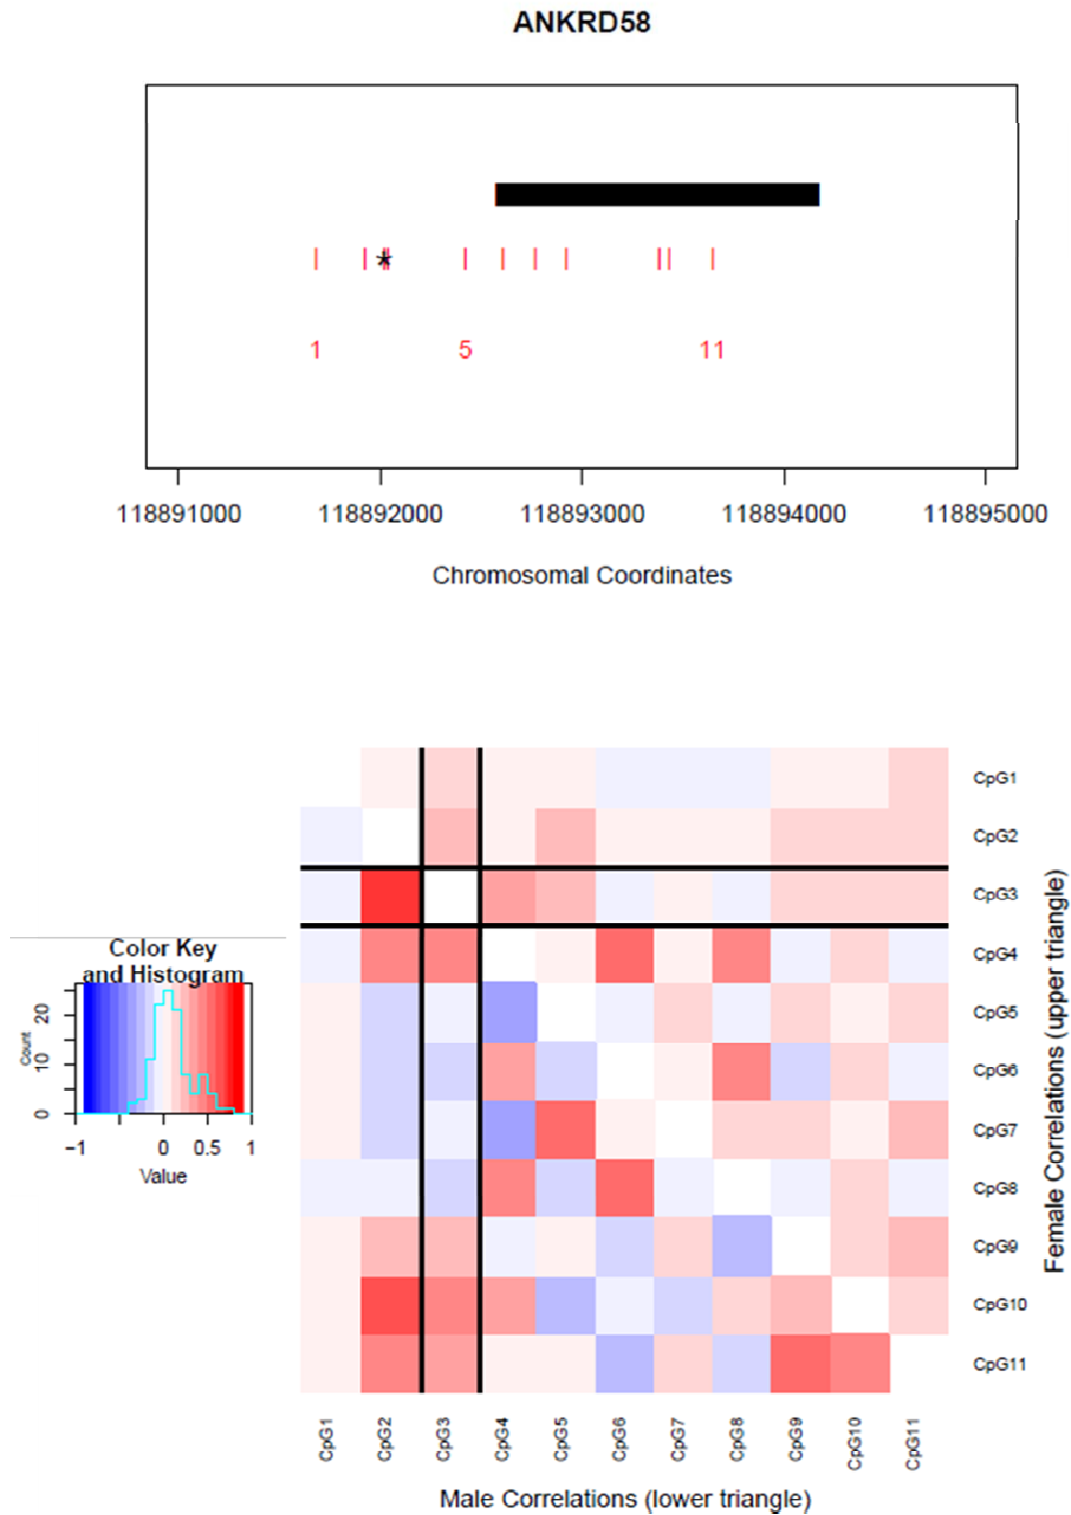 ANKRD58
*
1 5 11
118891000 118892000 118893000 118894000 118895000
Chromosomal Coordinates
CpG1
CpG2
CpG3
CpG4
CpG5
CpG6
CpG7
CpG8
CpG9
CpG10
CpG11
Female Correlations (upper triangle)
Color Key
and Histogram
Count
0 10 20
−1 0 0.5 1
Value
CpG1 CpG2 CpG3 CpG4 CpG5 CpG6 CpG7 CpG8 CpG9 CpG10 CpG11
Male Correlations (lower triangle)